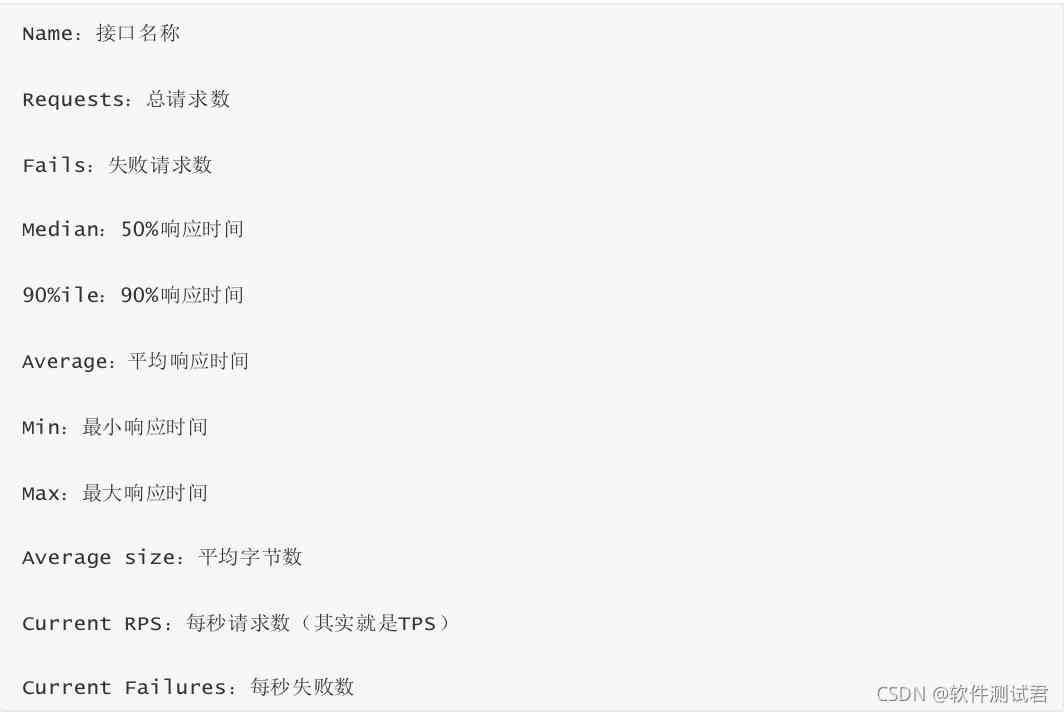 Name：接口名称
Requests：总请求数
Fails：失败请求数
Median：50%响应时间
90%ile：90%响应时间
Average：平均响应时间
Min：最小响应时间
Max：最大响应时间
Average size：平均字节数
Current RPS：每秒请求数（其实就是TPS）
Current Failures：每秒失败数
CSDN @软件测试君